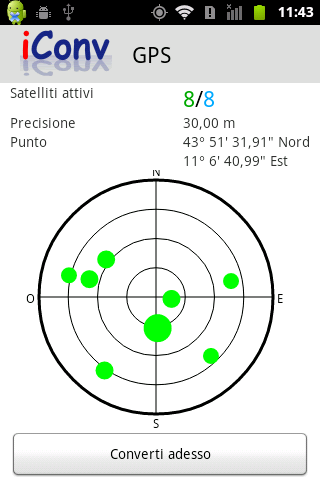 11:43
iConv GPS
Satelliti attivi 8/8
Precisione 30,00 m
Punto 43° 51' 31,91" Nord
11° 6' 40,99" Est
N
O E
S
Converti adesso